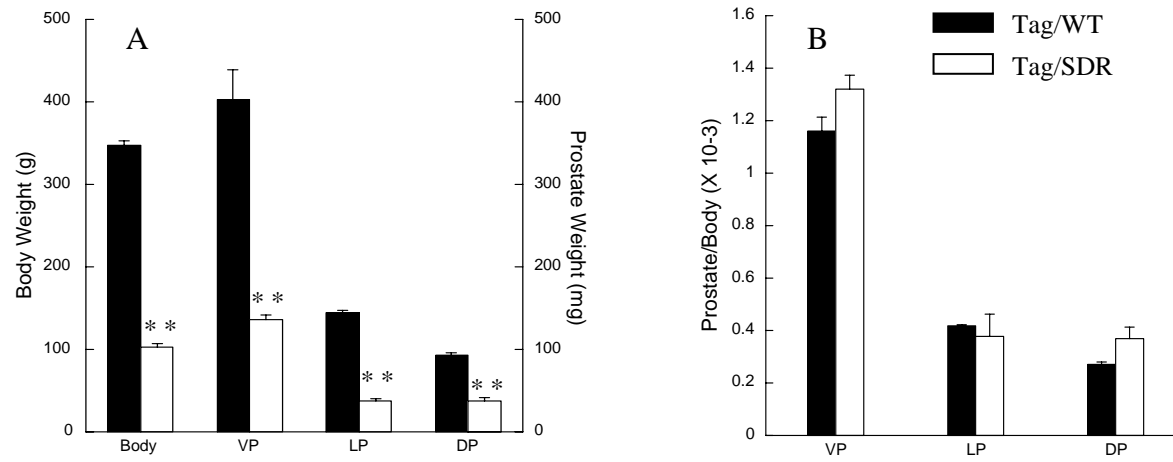 A
500
400
300
200
100
0
Body Weight (g)
* *
* *
* *
* *
Body
VP
LP
DP
500
400
300
200
100
0
Prostate Weight (mg)
B
Tag/WT
Tag/SDR
1.6
1.4
1.2
1
0.8
0.6
0.4
0.2
0
Prostate/Body (X 10-3)
VP
LP
DP